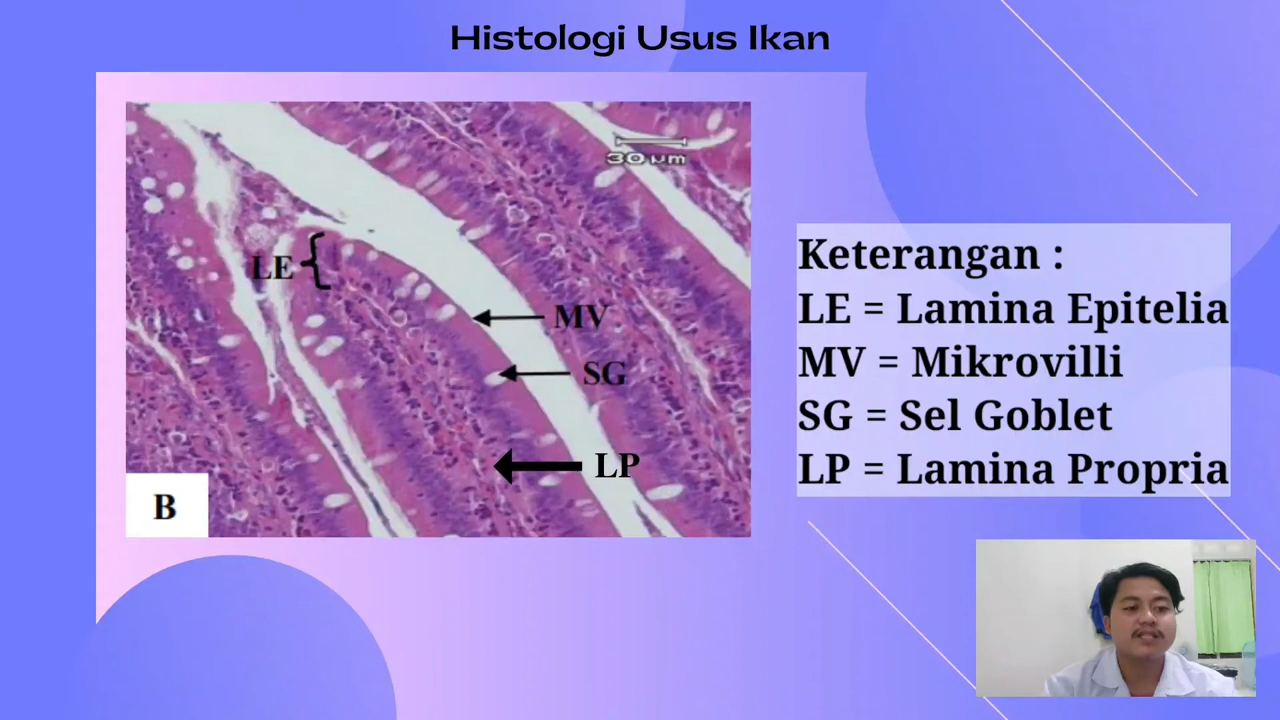 Histologi Usus Ikan
30 µm
LE
MV
SG
LP
B
Keterangan :
LE = Lamina Epitelia
MV = Mikrovilli
SG = Sel Goblet
LP = Lamina Propria